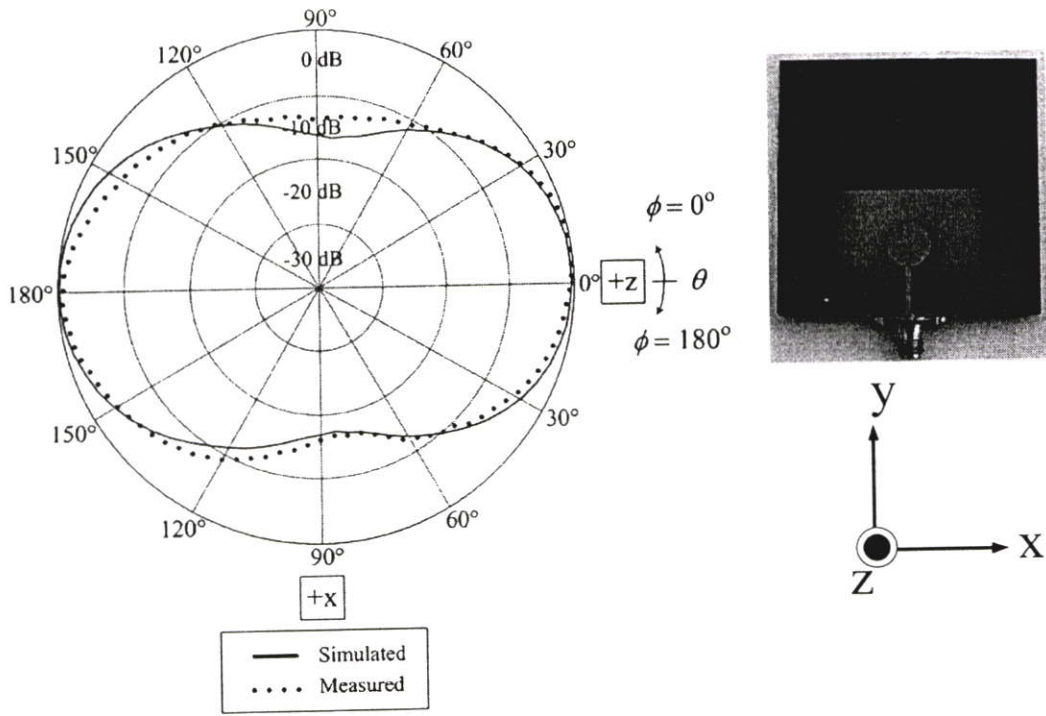 90°
120°
60°
0 dB
-10 dB
150°
30°
-20 dB
ϕ = 0°
-30 dB
180°
0°
+z
θ
ϕ = 180°
150°
30°
120°
60°
90°
+x
Simulated
Measured
y
x
z